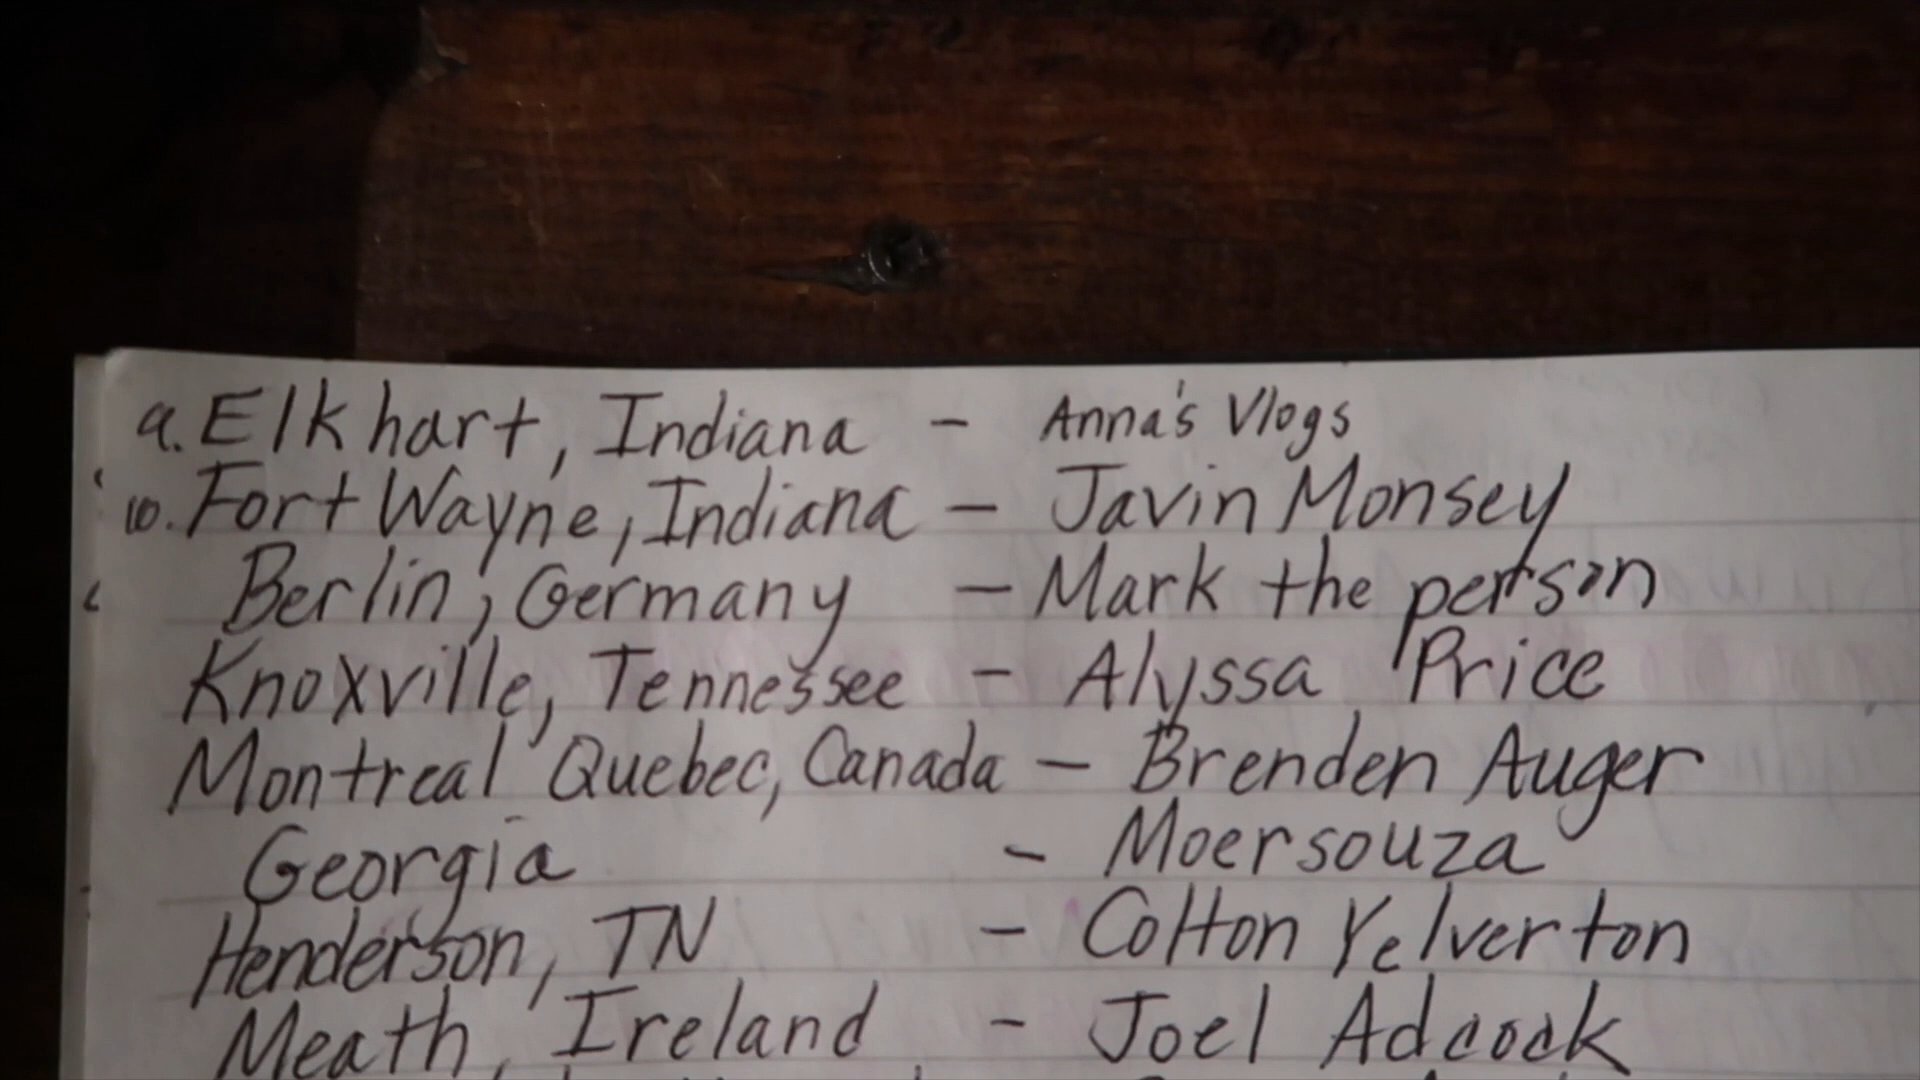 9. Elkhart, Indiana - Anna's Vlogs
10. Fort Wayne, Indiana - Javin Monsey
Berlin, Germany - Mark the person
Knoxville, Tennessee - Alyssa Price
Montreal Quebec, Canada - Brenden Auger
Georgia - Moersouza
Henderson, TN - Colton Yelverton
Meath, Ireland - Joel Adcock